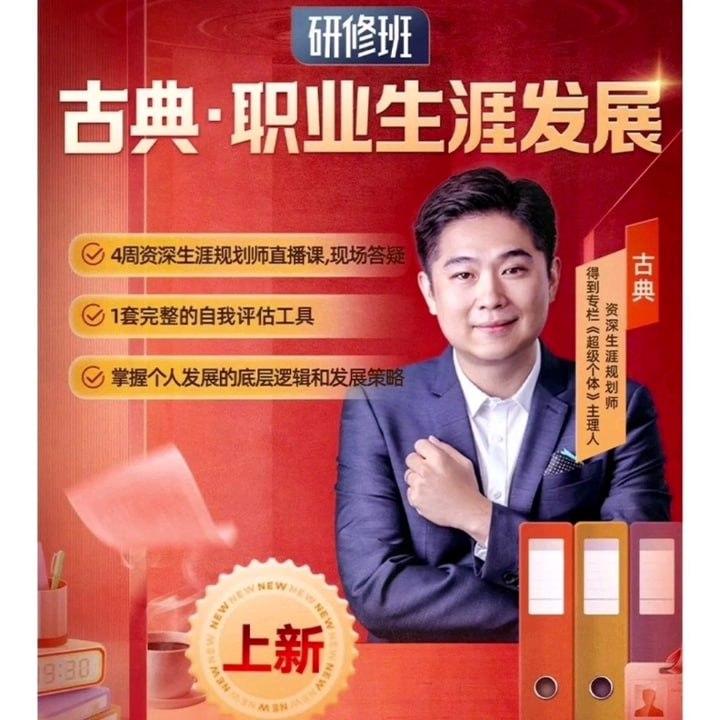 研修班
古典·职业生涯发展
4周资深生涯规划师直播课,现场答疑
1套完整的自我评估工具
掌握个人发展的底层逻辑和发展策略
古典
资深生涯规划师
得到专栏《超级个体》主理人
NEW NEW NEW NEW NEW NEW NEW
上新
9:30